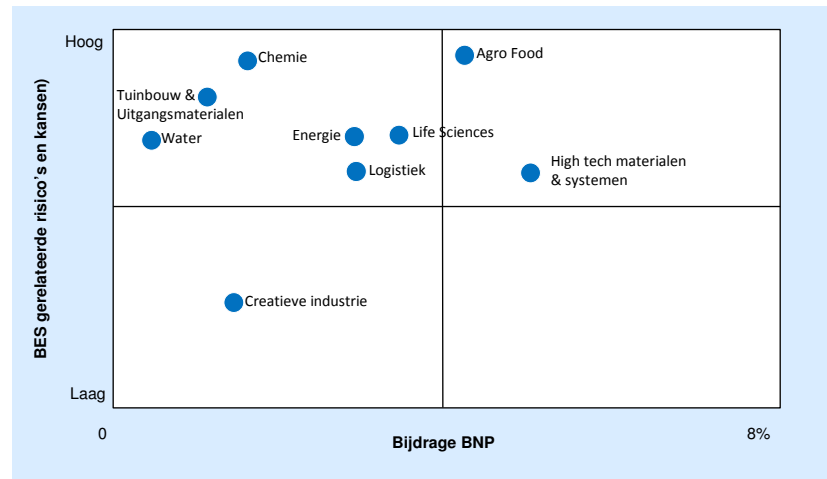 Hoog
Chemie
Agro Food
Tuinbouw &
Uitgangsmaterialen
Water
Energie
Life Sciences
Logistiek
High tech materialen
& systemen
BES gerelateerde risico's en kansen)
Creatieve industrie
Laag
0
Bijdrage BNP
8%